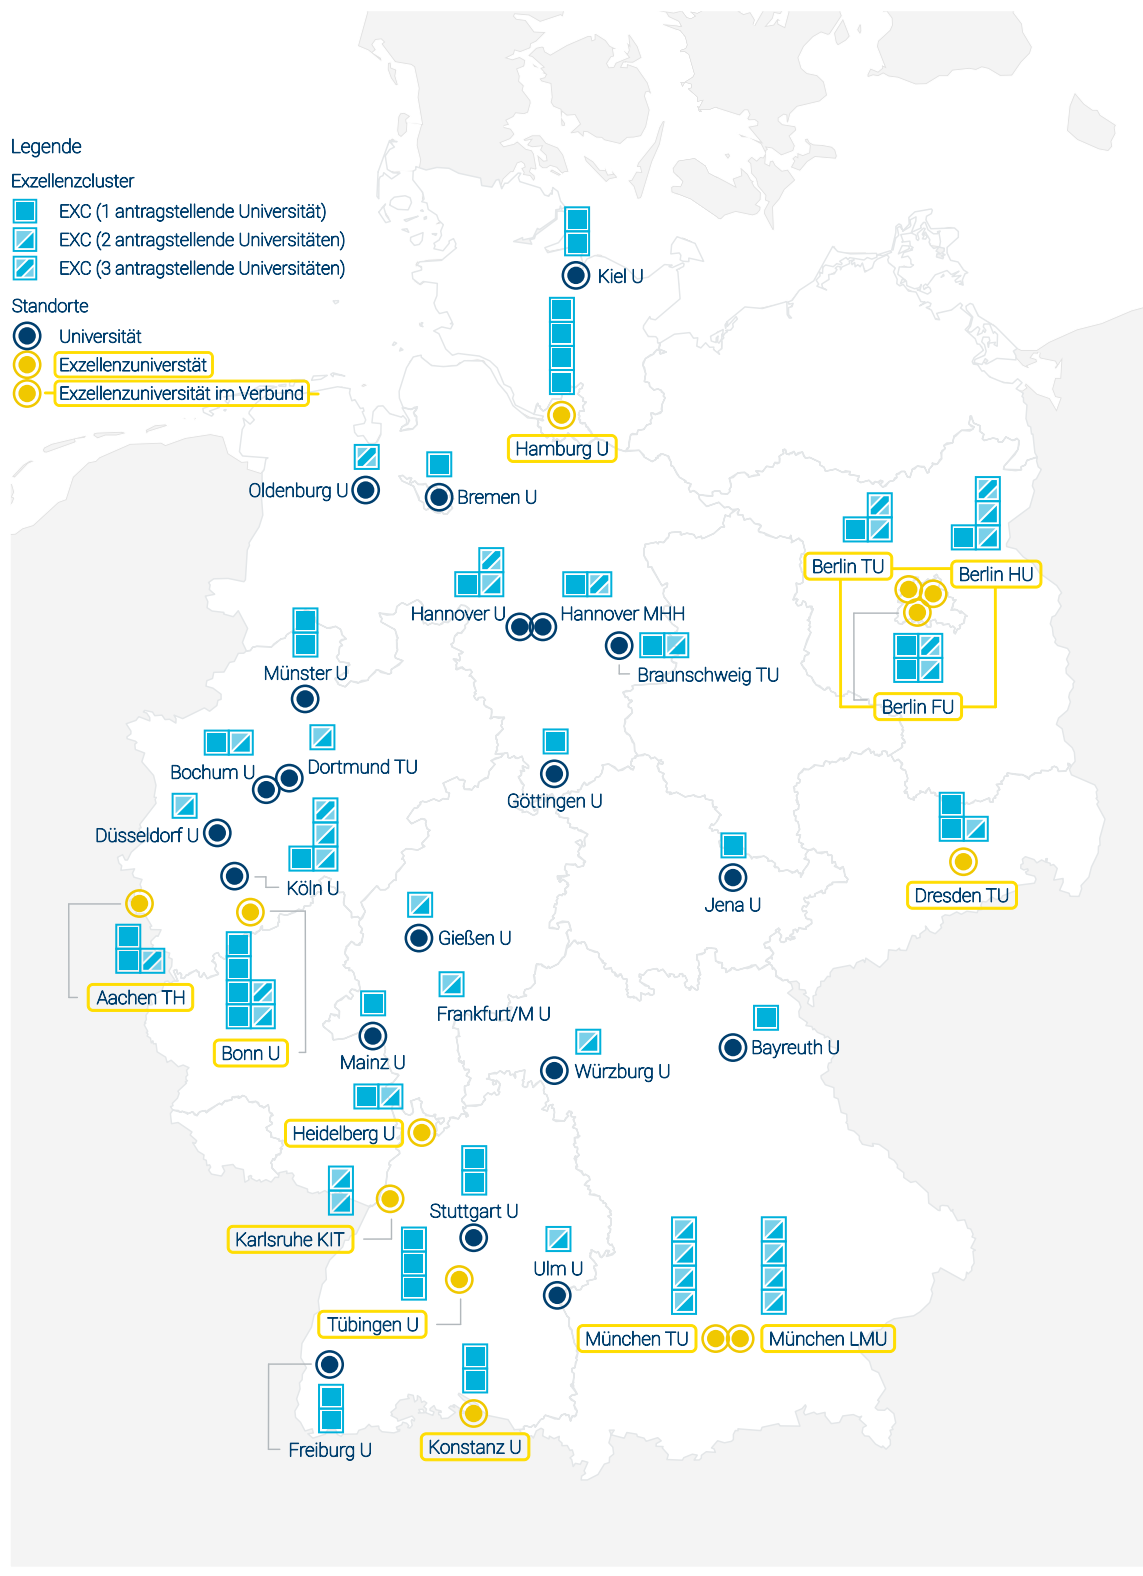 Legende
Exzellenzcluster
EXC (1 antragstellende Universität)
EXC (2 antragstellende Universitäten)
EXC (3 antragstellende Universitäten)
Standorte
Universität
Exzellenzuniverstät
Exzellenzuniversität im Verbund
Kiel U
Hamburg U
Oldenburg U
Bremen U
Berlin TU
Berlin HU
Hannover U
Hannover MHH
Münster U
Braunschweig TU
Berlin FU
Bochum U
Dortmund TU
Göttingen U
Düsseldorf U
Köln U
Jena U
Dresden TU
Gießen U
Aachen TH
Frankfurt/M U
Bonn U
Mainz U
Würzburg U
Bayreuth U
Heidelberg U
Stuttgart U
Karlsruhe KIT
Ulm U
Tübingen U
München TU
München LMU
Freiburg U
Konstanz U